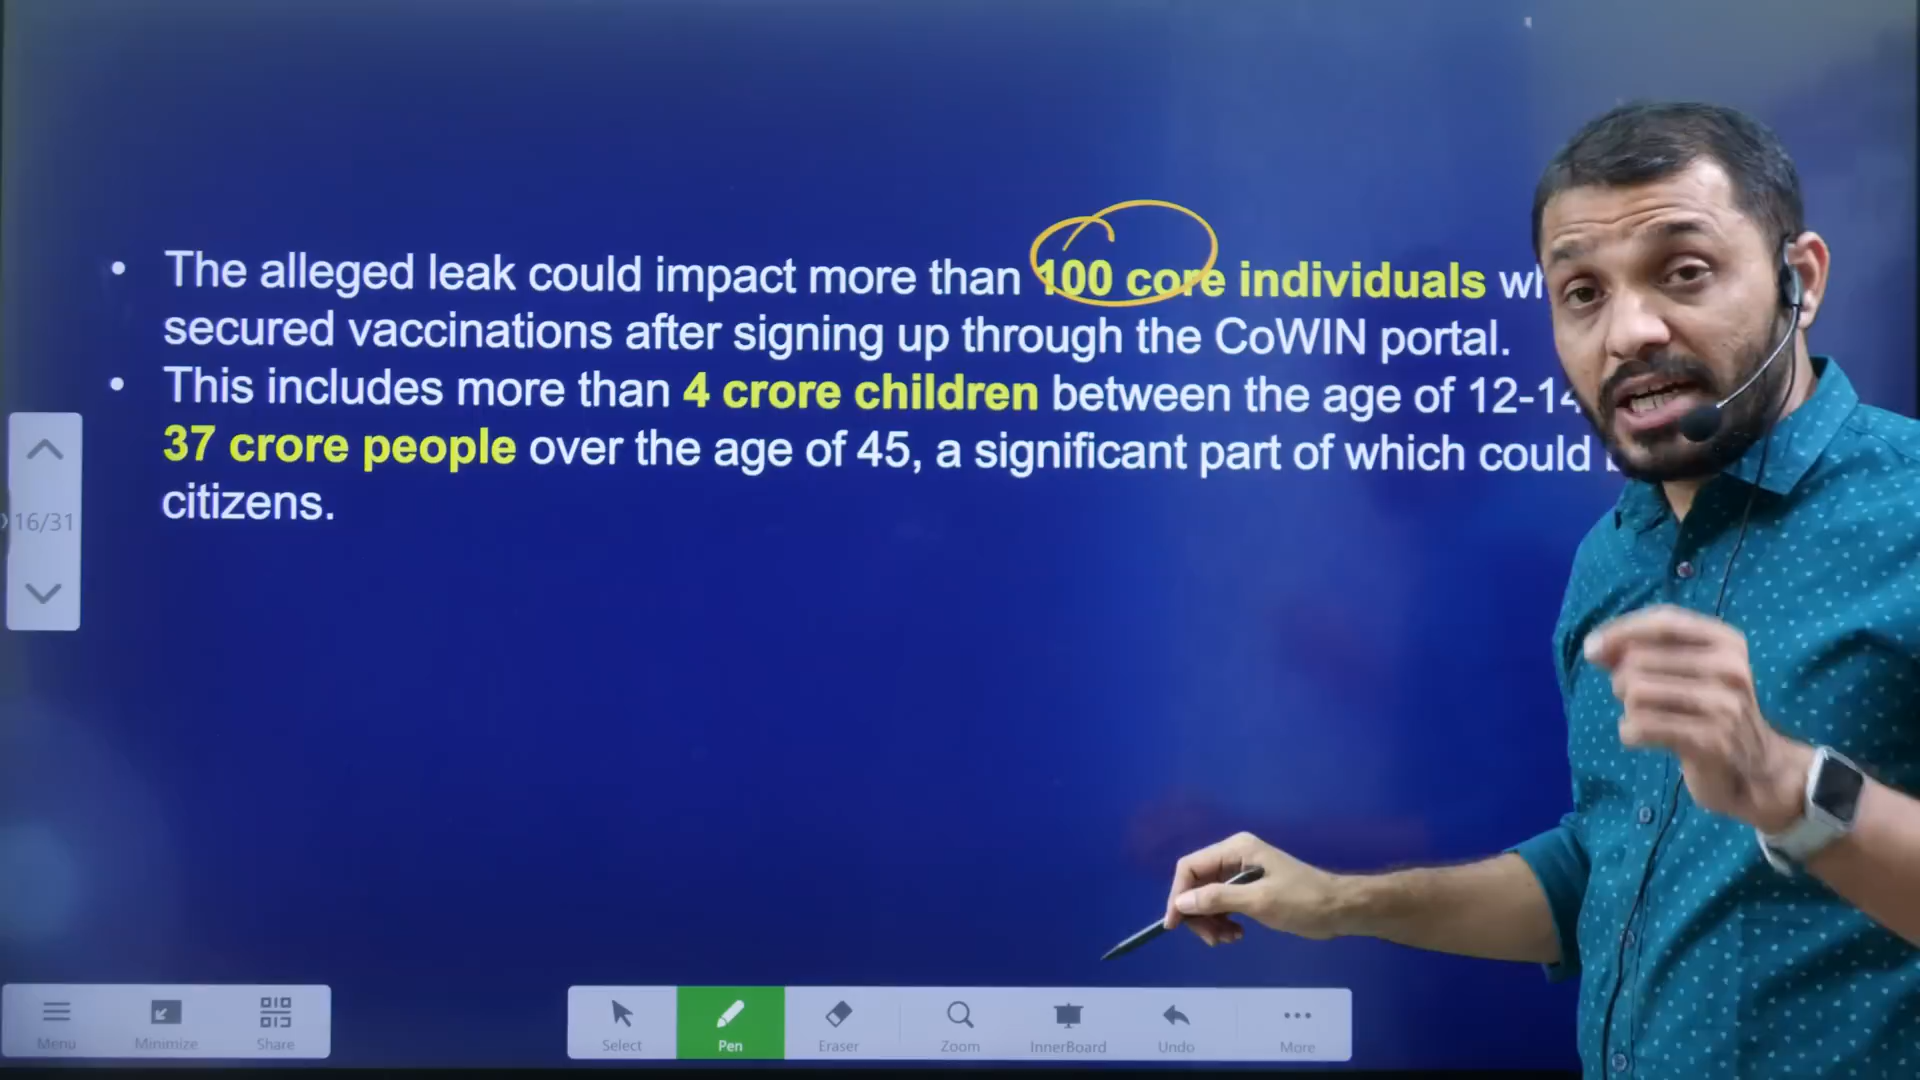 • The alleged leak could impact more than 100 core individuals
secured vaccinations after signing up through the CoWIN portal.
• This includes more than 4 crore children between the age of 12-14
37 crore people over the age of 45, a significant part of which could
citizens.
16/31
Menu Minimize Share Select Pen Eraser Zoom InnerBoard Undo More